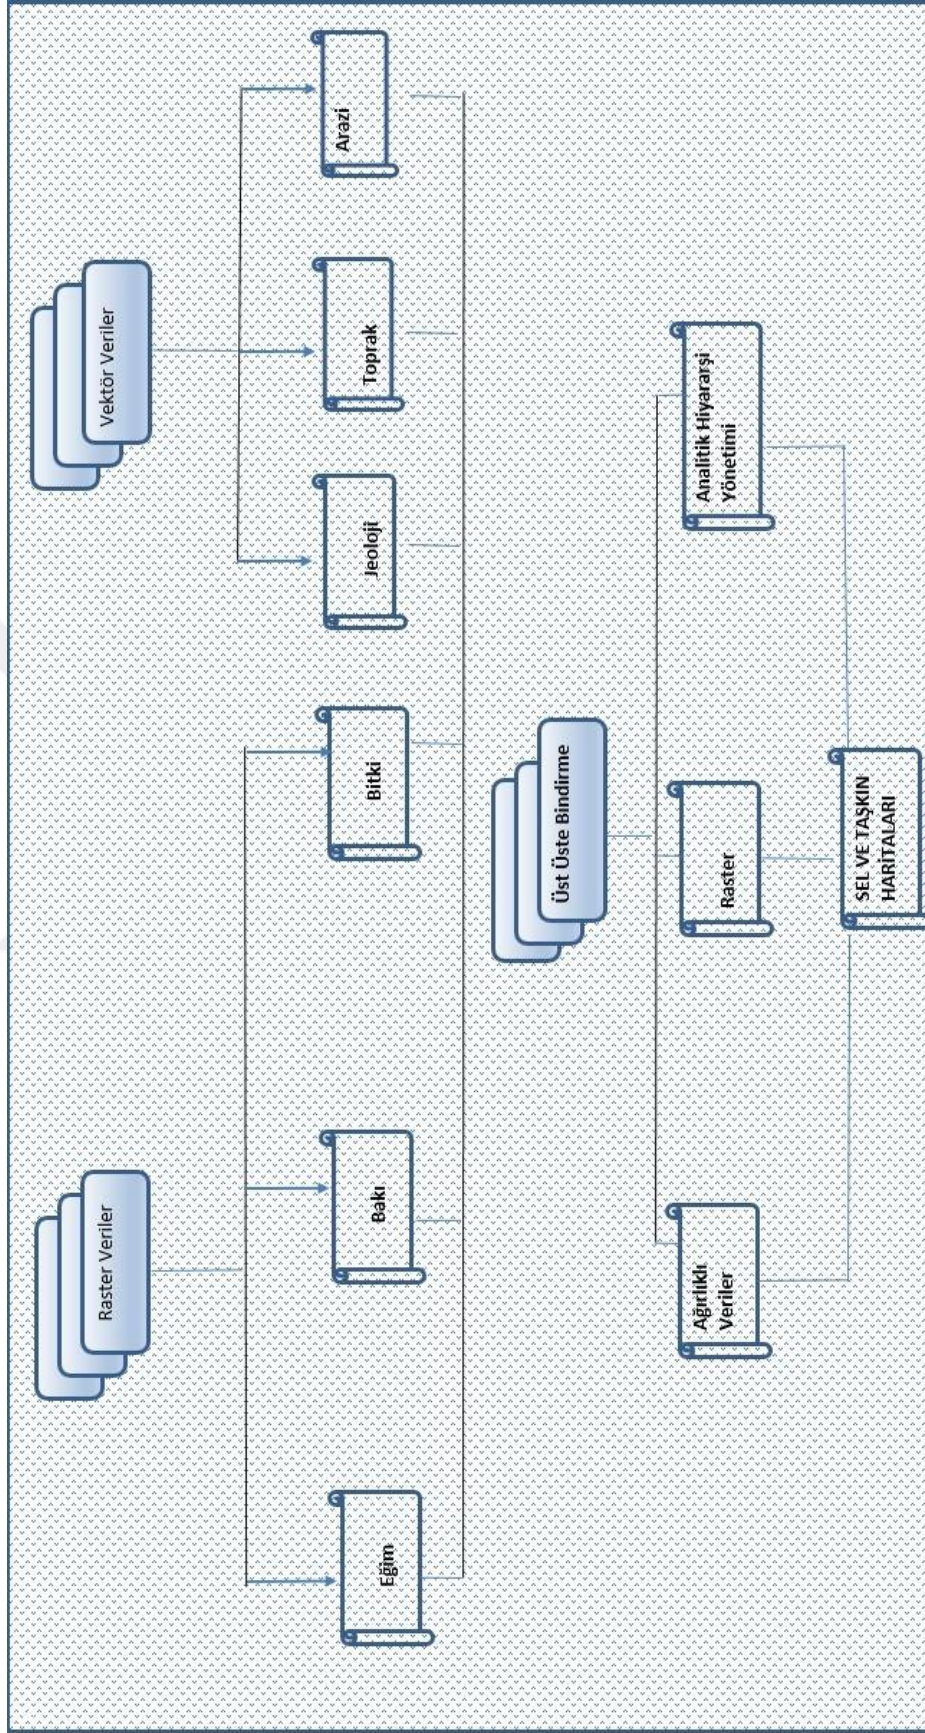 Raster Veriler
Vektör Veriler
Eğim
Bakı
Bitki
Jeoloji
Toprak
Arazi
Üst Üste Bindirme
Ağırlıklı
Veriler
Raster
Analitik Hiyararşi
Yönetimi
SEL VE TAŞKIN
HARİTALARI